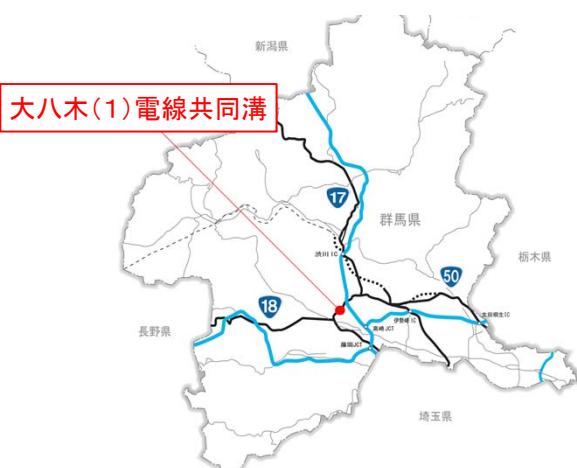 新潟県
大八木(1)電線共同溝
17
群馬県
渋川IC
栃木県
50
18
太田桐生IC
伊勢崎IC
高崎JCT
長野県
藤岡JCT
埼玉県